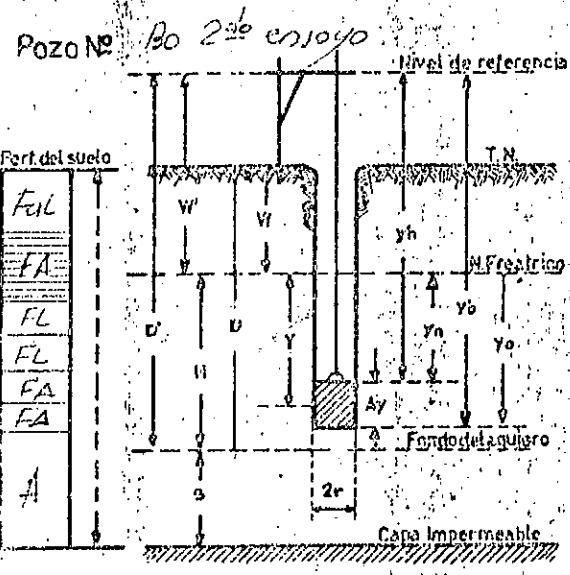 Pozo Nº Bo 2do ensayo
Nivel de referencia
Perf. del suelo
T.N.
FaL
W'
W
yh
FA
N.Freatrico
FL
D'
H
D
Y
yn
y'o
yo
FL
FA
Δy
FA
Fondo del agujero
A
S
2r
Capa Impermeable